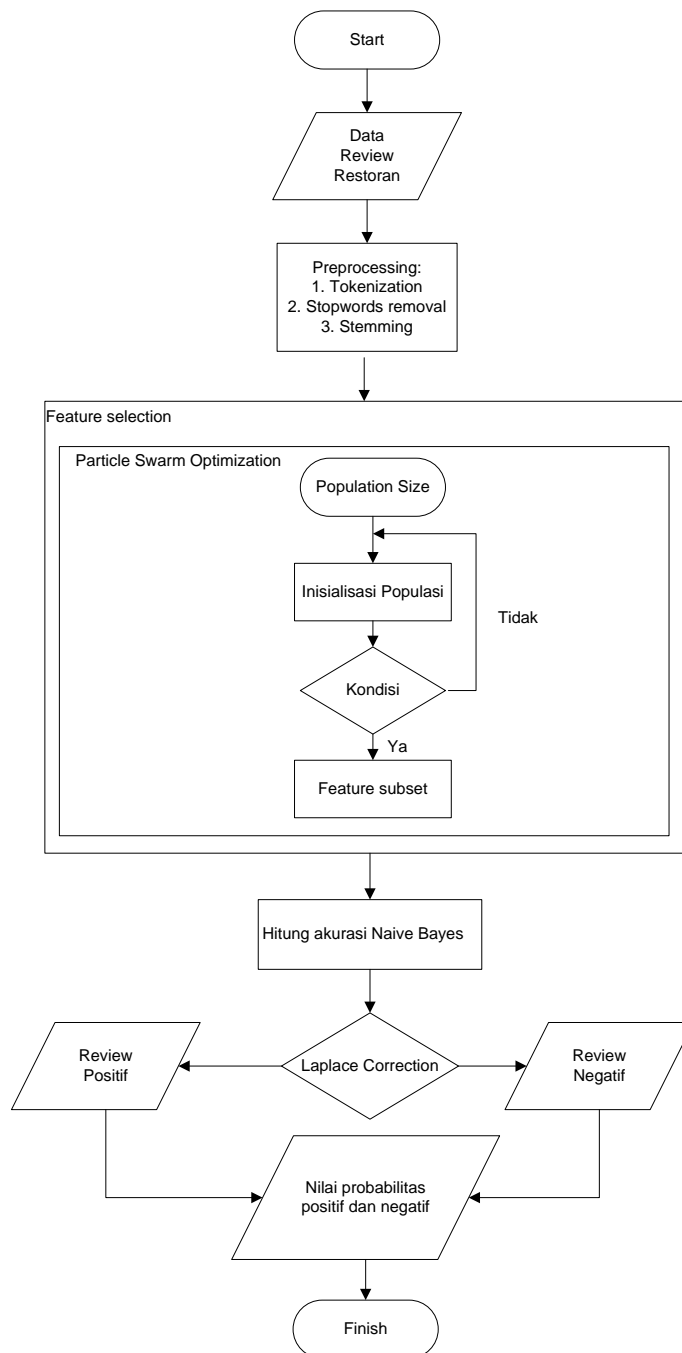 Start
Data
Review
Restoran
Preprocessing:
1. Tokenization
2. Stopwords removal
3. Stemming
Feature selection
Particle Swarm Optimization
Population Size
Inisialisasi Populasi
Tidak
Kondisi
Ya
Feature subset
Hitung akurasi Naive Bayes
Review
Positif
Laplace Correction
Review
Negatif
Nilai probabilitas
positif dan negatif
Finish